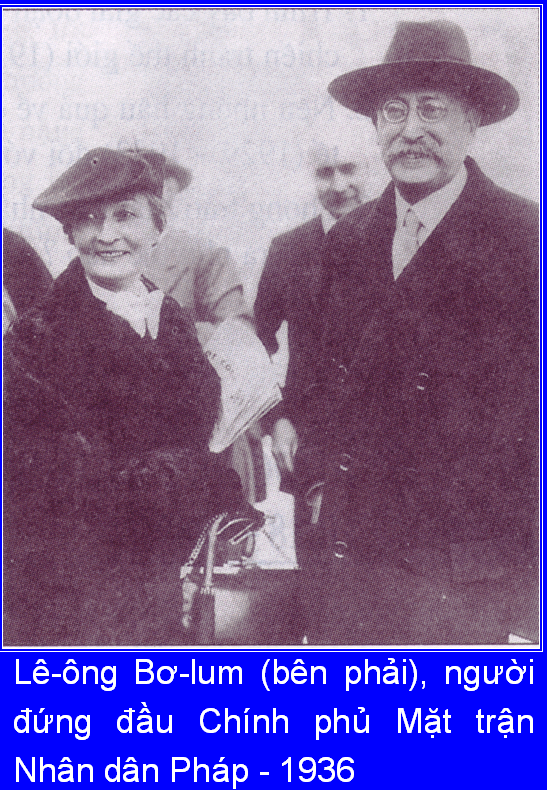 Lê-ông Bơ-lum (bên phải), người
đứng đầu Chính phủ Mặt trận
Nhân dân Pháp - 1936